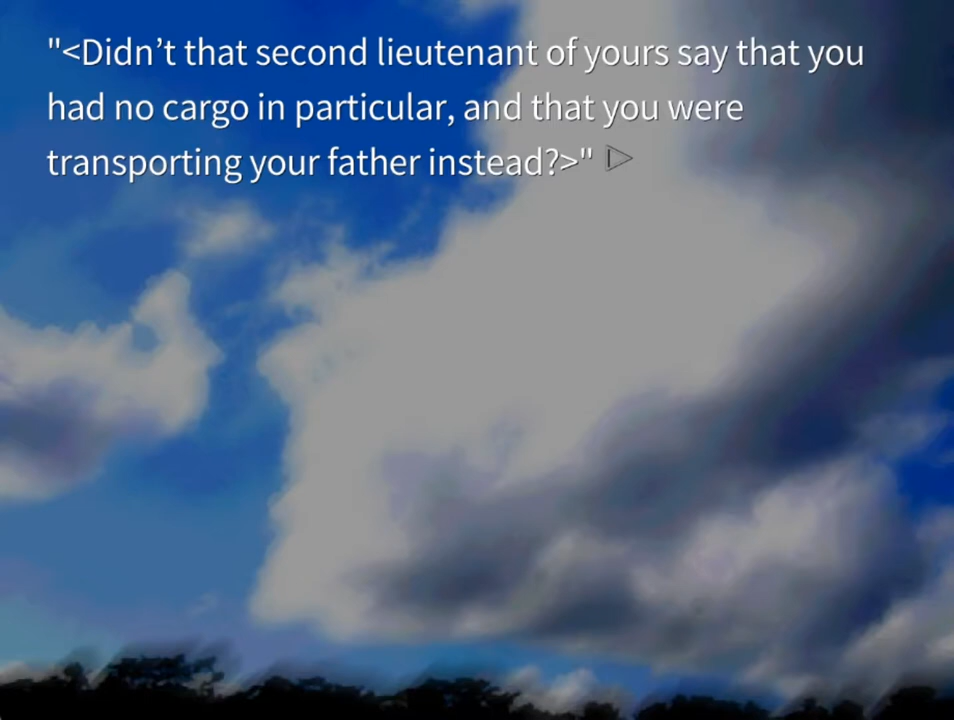 "<Didn’t that second lieutenant of yours say that you
had no cargo in particular, and that you were
transporting your father instead?>"